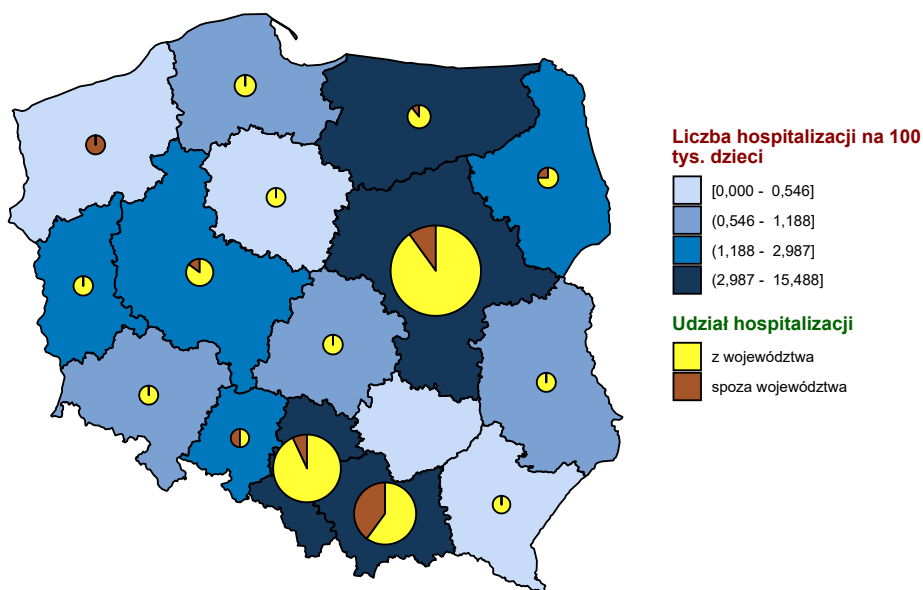 Liczba hospitalizacji na 100
tys. dzieci
[0,000 - 0,546]
(0,546 - 1,188]
(1,188 - 2,987]
(2,987 - 15,488]
Udział hospitalizacji
z województwa
spoza województwa